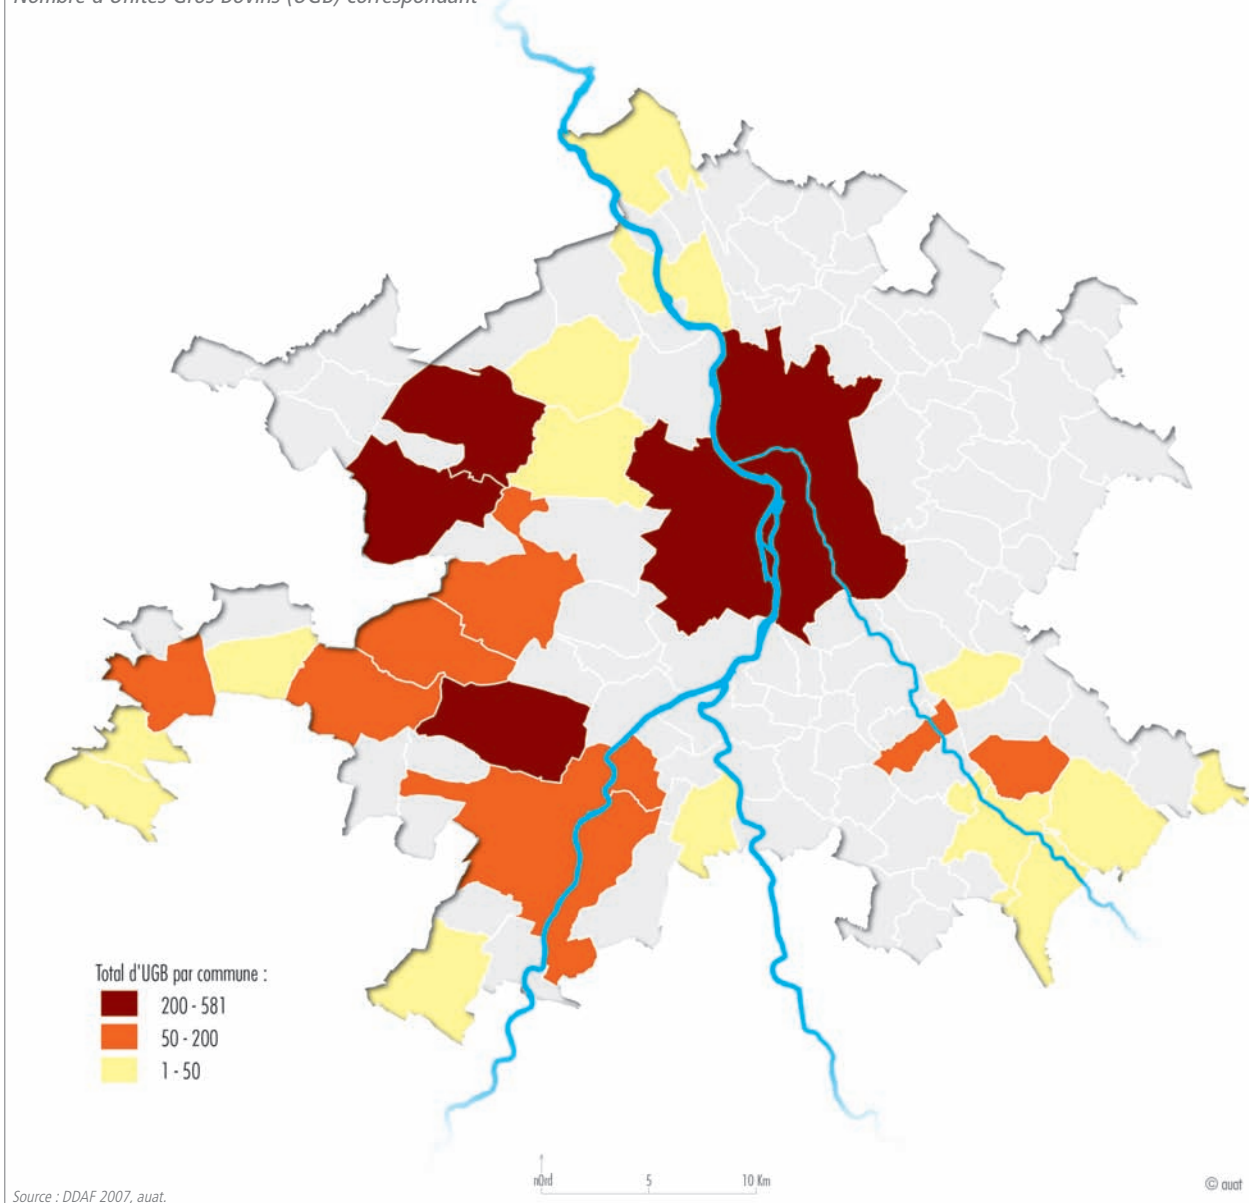 Nombre d'Unités Gros Bovins (UGB) correspondant
Total d'UGB par commune :
200 - 581
50 - 200
1 - 50
nOrd 5 10 Km
Source : DDAF 2007, auat.
© auat